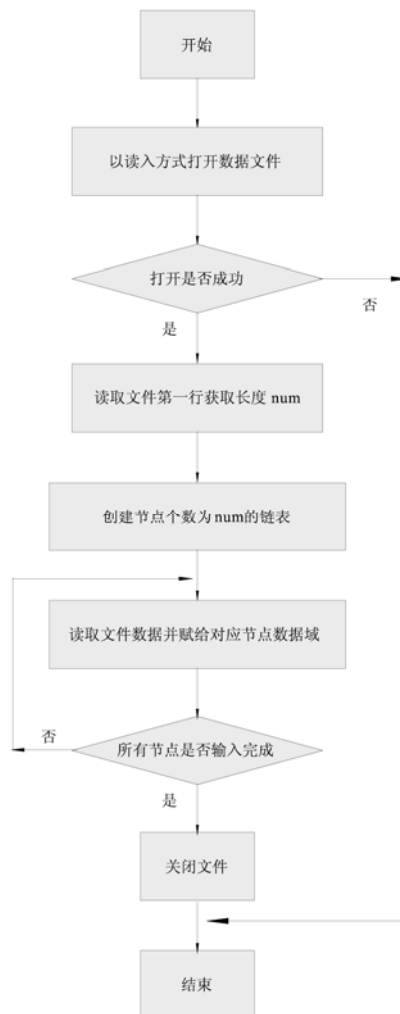 开始
以读入方式打开数据文件
打开是否成功
否
是
读取文件第一行获取长度 num
创建节点个数为num的链表
读取文件数据并赋给对应节点数据域
否
所有节点是否输入完成
是
关闭文件
结束